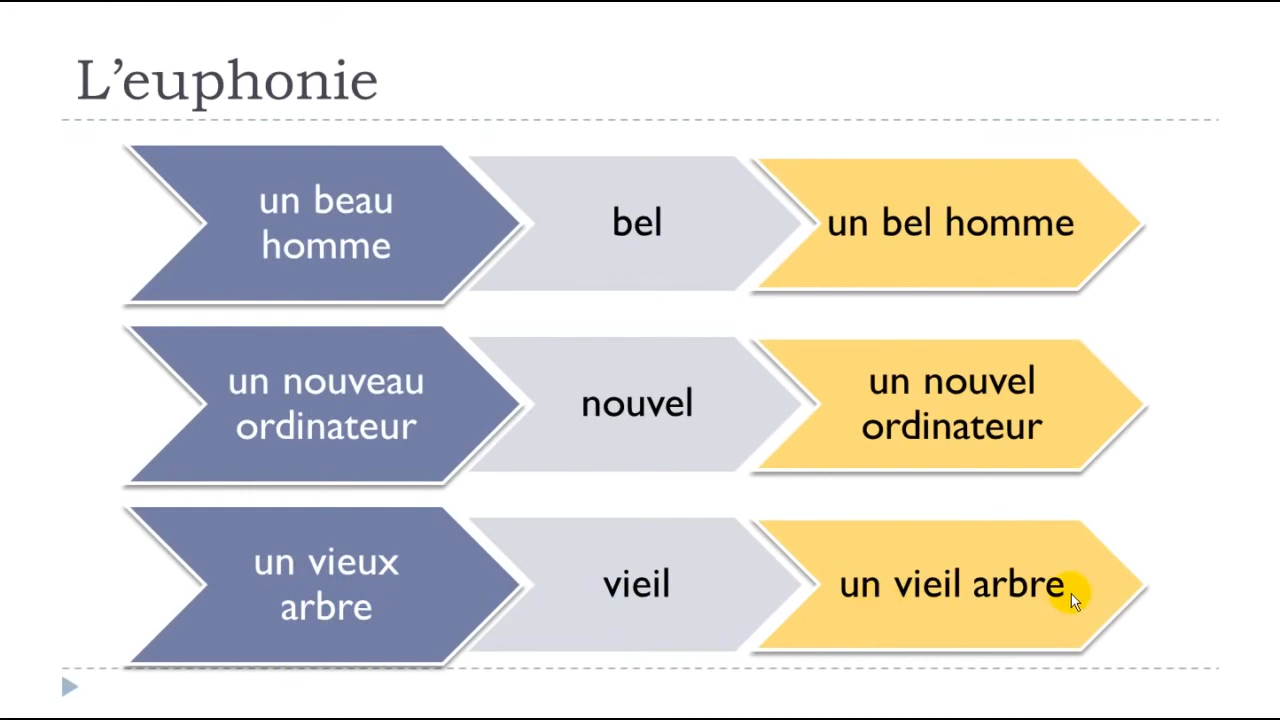 L’euphonie
un beau
homme
bel
un bel homme
un nouveau
ordinateur
nouvel
un nouvel
ordinateur
un vieux
arbre
vieil
un vieil arbre